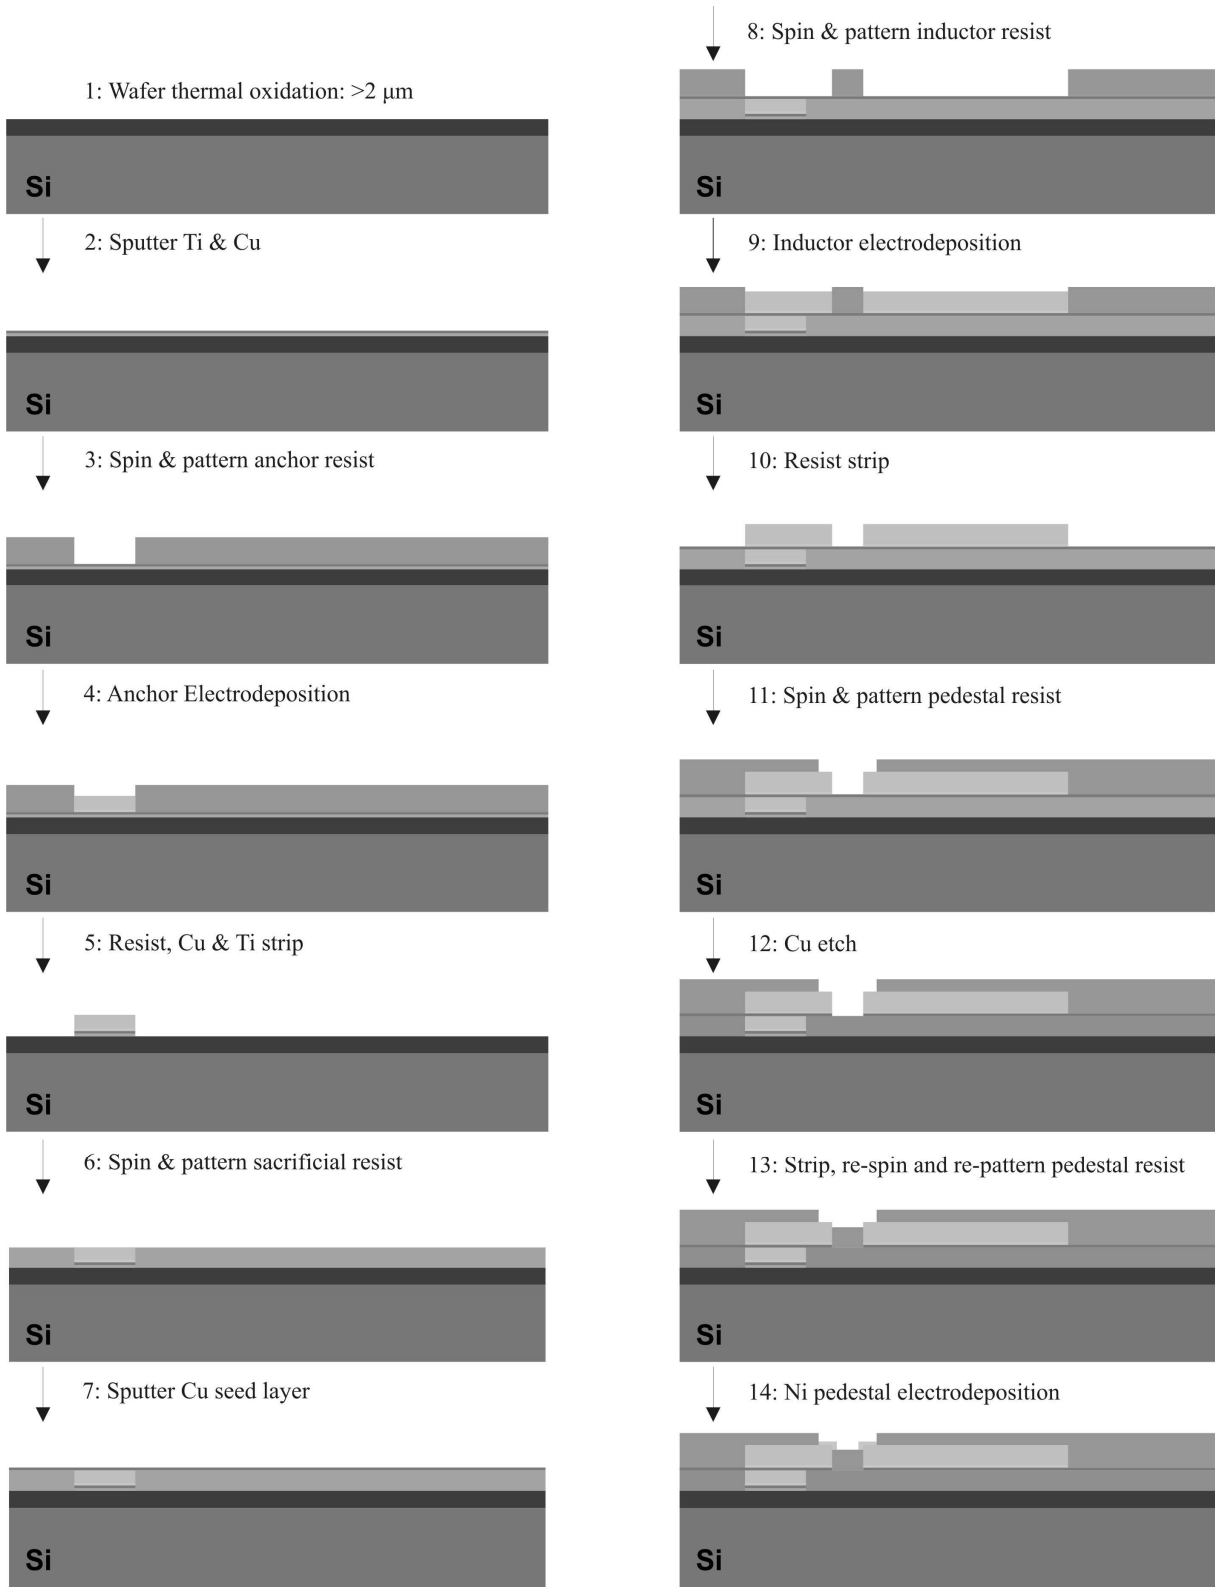 1: Wafer thermal oxidation: >2 μm
Si
2: Sputter Ti & Cu
Si
3: Spin & pattern anchor resist
Si
4: Anchor Electrodeposition
Si
5: Resist, Cu & Ti strip
Si
6: Spin & pattern sacrificial resist
Si
7: Sputter Cu seed layer
Si
8: Spin & pattern inductor resist
Si
9: Inductor electrodeposition
Si
10: Resist strip
Si
11: Spin & pattern pedestal resist
Si
12: Cu etch
Si
13: Strip, re-spin and re-pattern pedestal resist
Si
14: Ni pedestal electrodeposition
Si